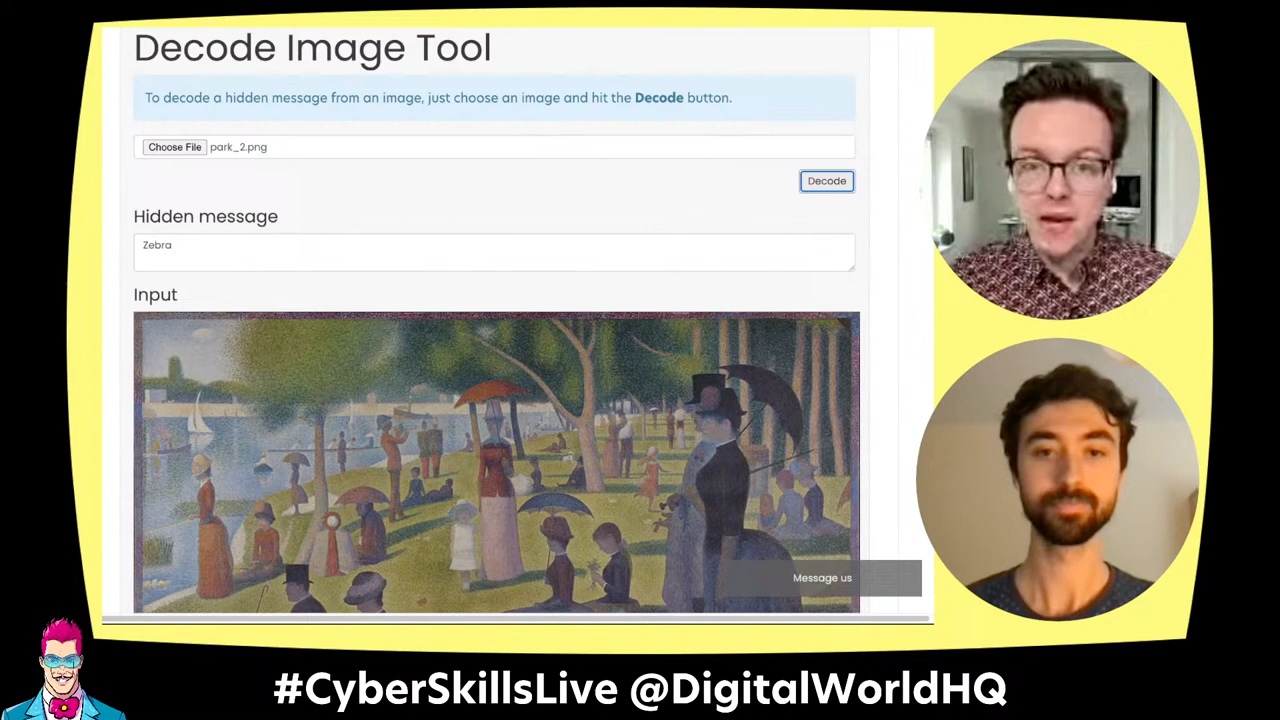 Decode Image Tool
To decode a hidden message from an image, just choose an image and hit the Decode button.
Choose File park_2.png
Decode
Hidden message
Zebra
Input
Message us
#CyberSkillsLive @DigitalWorldHQ